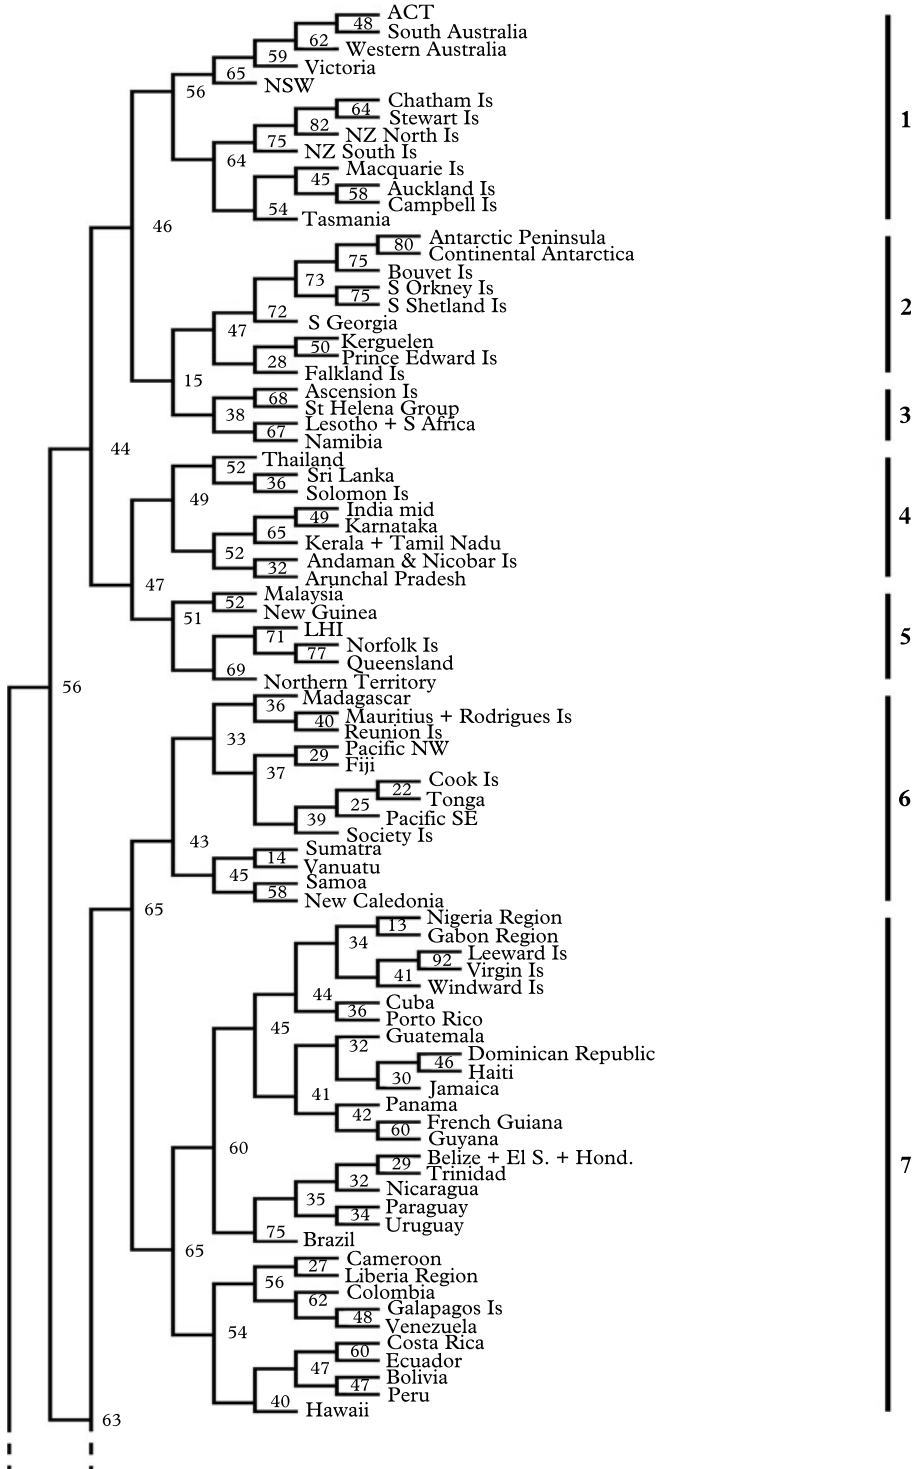 ACT
48
South Australia
62
Western Australia
59
Victoria
65
NSW
56
Chatham Is
64
Stewart Is
1
82
NZ North Is
75
NZ South Is
64
Macquarie Is
45
Auckland Is
58
Campbell Is
54
Tasmania
46
Antarctic Peninsula
80
Continental Antarctica
75
Bouvet Is
73
S Orkney Is
75
S Shetland Is
2
72
S Georgia
47
Kerguelen
50
Prince Edward Is
28
Falkland Is
15
Ascension Is
68
St Helena Group
38
3
Lesotho + S Africa
67
Namibia
44
Thailand
52
Sri Lanka
36
Solomon Is
49
India mid
49
4
Karnataka
65
Kerala + Tamil Nadu
52
Andaman & Nicobar Is
32
Arunchal Pradesh
47
Malaysia
52
New Guinea
51
LHI
71
5
Norfolk Is
77
Queensland
69
Northern Territory
56
Madagascar
36
Mauritius + Rodrigues Is
40
Reunion Is
33
Pacific NW
29
Fiji
37
Cook Is
22
Tonga
6
25
Pacific SE
39
Society Is
43
Sumatra
14
Vanuatu
45
Samoa
58
New Caledonia
65
Nigeria Region
13
Gabon Region
34
Leeward Is
92
Virgin Is
41
Windward Is
44
Cuba
36
Porto Rico
45
Guatemala
32
Dominican Republic
46
Haiti
30
Jamaica
41
Panama
42
French Guiana
60
Guyana
60
Belize + El S. + Hond.
29
7
Trinidad
32
Nicaragua
35
Paraguay
34
Uruguay
75
Brazil
65
Cameroon
27
Liberia Region
56
Colombia
62
Galapagos Is
48
Venezuela
54
Costa Rica
60
Ecuador
47
Bolivia
47
Peru
40
Hawaii
63